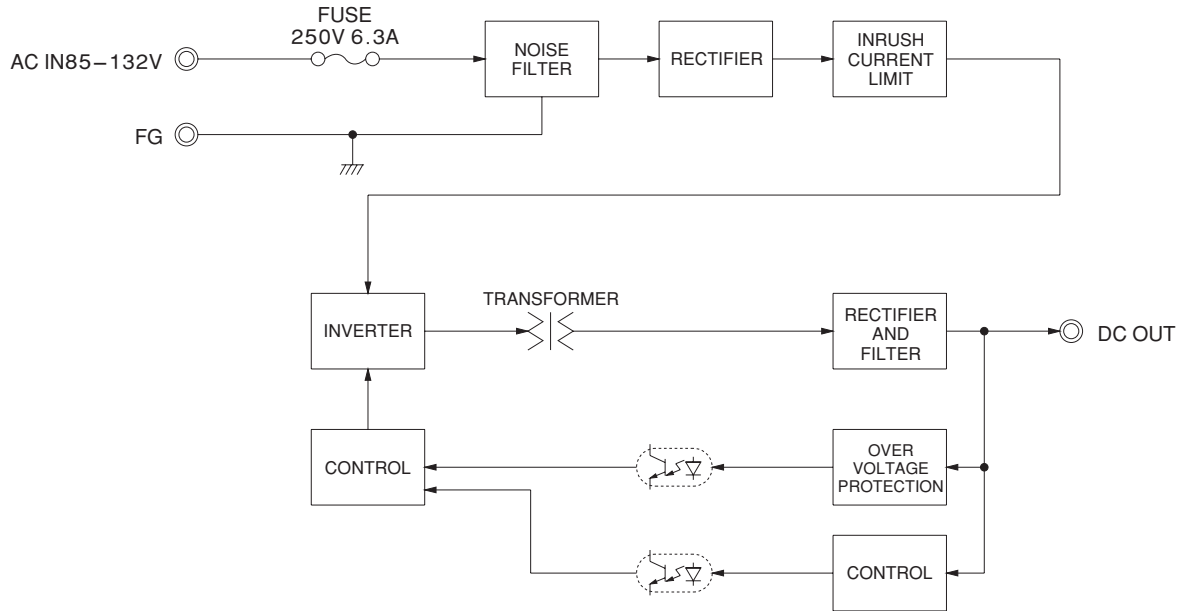 FUSE
250V 6.3A
AC IN85–132V
NOISE
FILTER
RECTIFIER
INRUSH
CURRENT
LIMIT
FG
INVERTER
TRANSFORMER
RECTIFIER
AND
FILTER
DC OUT
CONTROL
OVER
VOLTAGE
PROTECTION
CONTROL